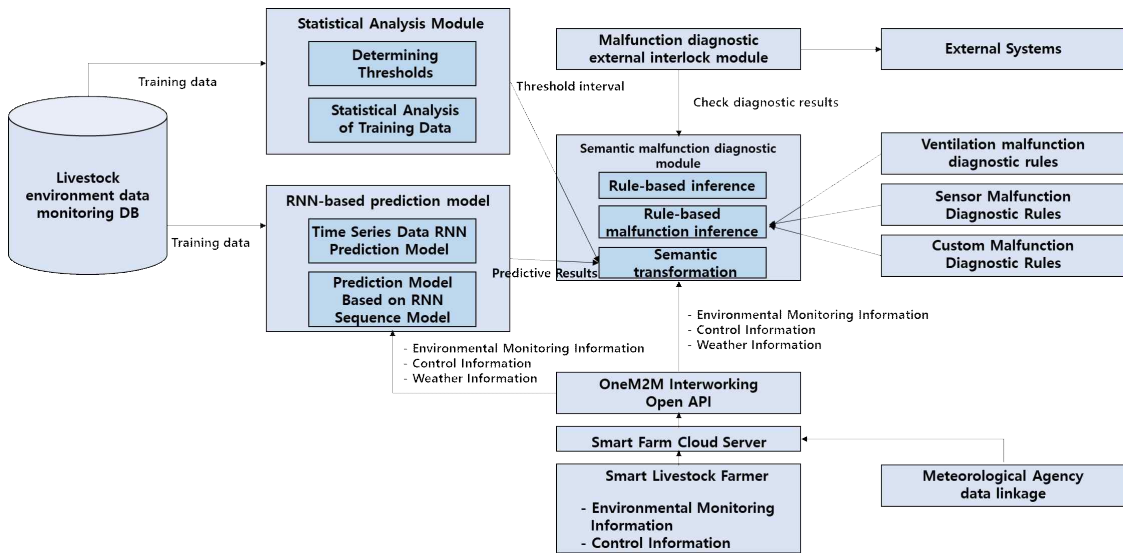 Statistical Analysis Module
Determining
Thresholds
Statistical Analysis
of Training Data
Training data
Livestock
environment data
monitoring DB
Training data
RNN-based prediction model
Time Series Data RNN
Prediction Model
Prediction Model
Based on RNN
Sequence Model
Threshold interval
Predictive Results
Malfunction diagnostic
external interlock module
External Systems
Check diagnostic results
Semantic malfunction diagnostic
module
Rule-based inference
Rule-based
malfunction inference
Semantic
transformation
Ventilation malfunction
diagnostic rules
Sensor Malfunction
Diagnostic Rules
Custom Malfunction
Diagnostic Rules
- Environmental Monitoring Information
- Control Information
- Weather Information
- Environmental Monitoring Information
- Control Information
- Weather Information
OneM2M Interworking
Open API
Smart Farm Cloud Server
Smart Livestock Farmer
- Environmental Monitoring
Information
- Control Information
Meteorological Agency
data linkage